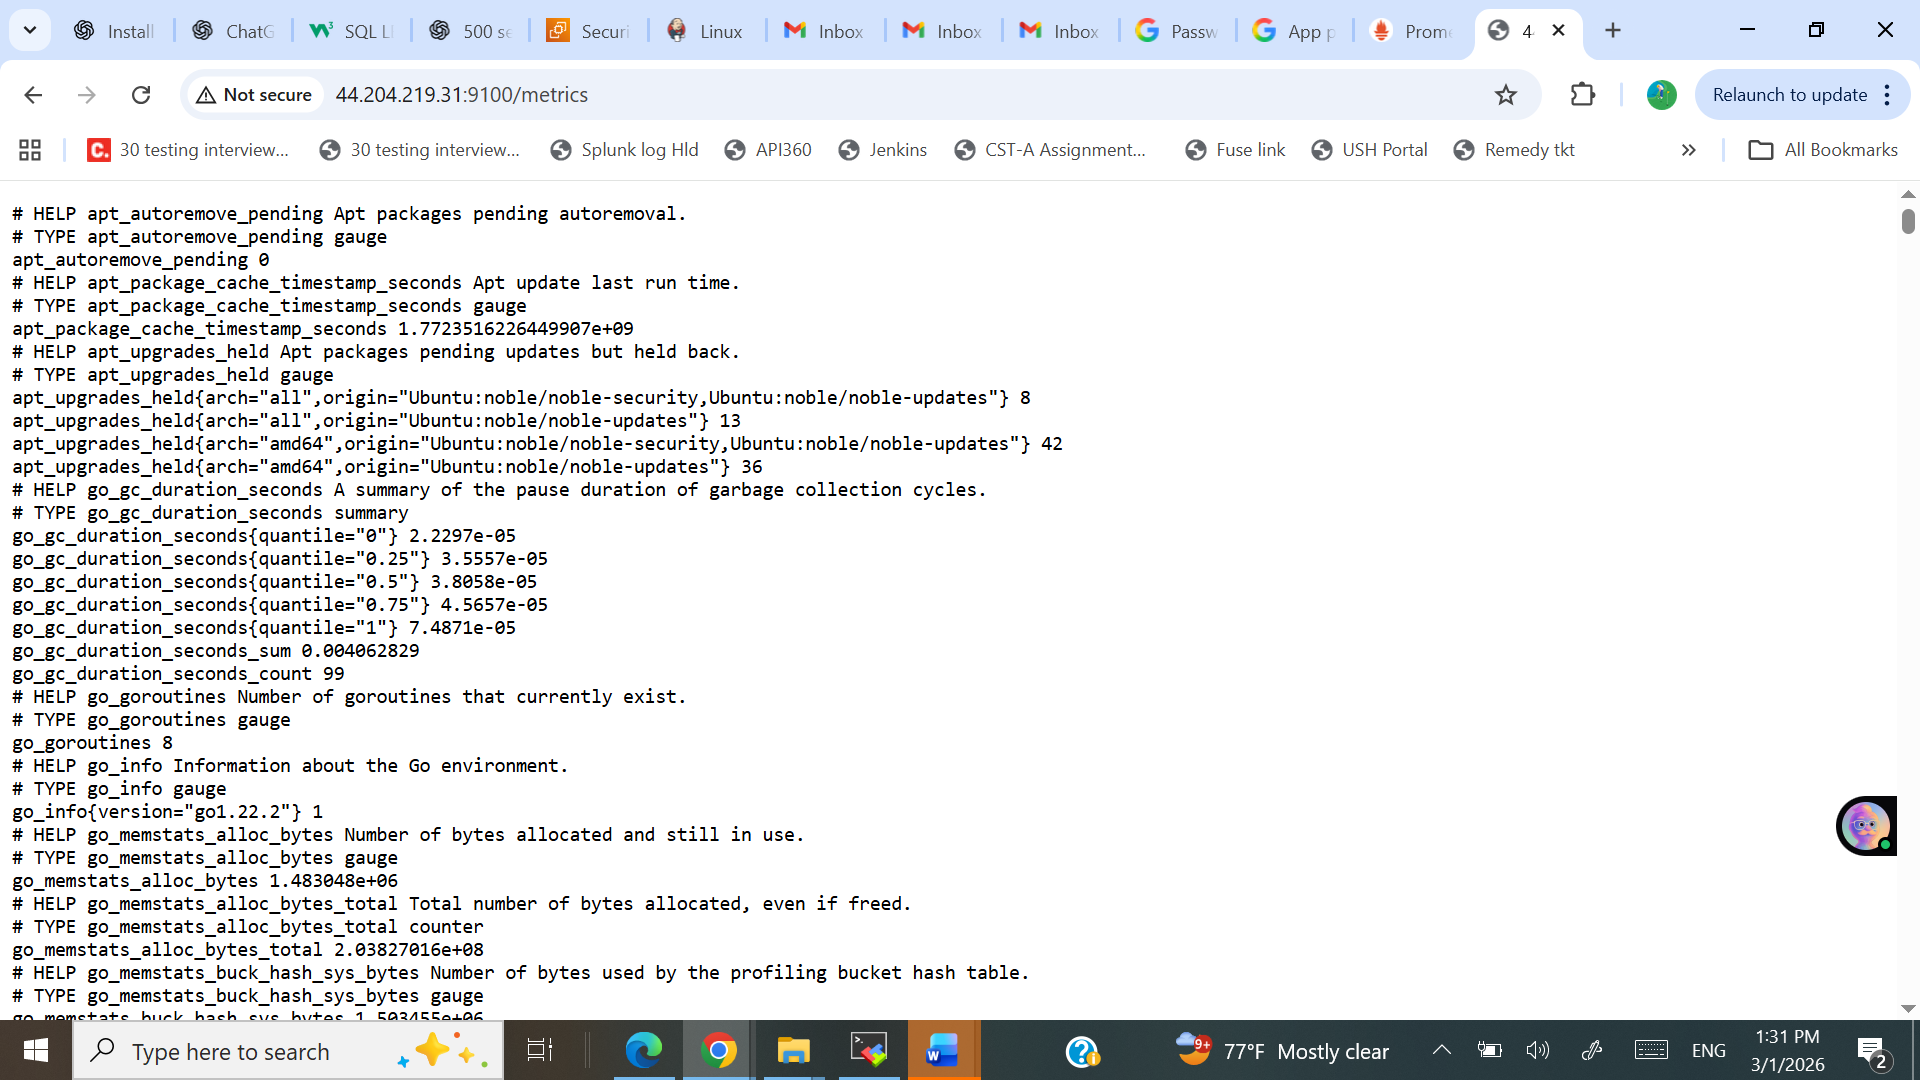 Install
ChatG
SQL LI
500 se
Securi
Linux
Inbox
Inbox
Inbox
Passw
App p
Prom
4
Not secure
44.204.219.31:9100/metrics
Relaunch to update
30 testing interview...
30 testing interview...
Splunk log Hld
API360
Jenkins
CST-A Assignment...
Fuse link
USH Portal
Remedy tkt
All Bookmarks
# HELP apt_autoremove_pending Apt packages pending autoremoval.
# TYPE apt_autoremove_pending gauge
apt_autoremove_pending 0
# HELP apt_package_cache_timestamp_seconds Apt update last run time.
# TYPE apt_package_cache_timestamp_seconds gauge
apt_package_cache_timestamp_seconds 1.7723516226449907e+09
# HELP apt_upgrades_held Apt packages pending updates but held back.
# TYPE apt_upgrades_held gauge
apt_upgrades_held{arch="all",origin="Ubuntu:noble/noble-security,Ubuntu:noble/noble-updates"} 8
apt_upgrades_held{arch="all",origin="Ubuntu:noble/noble-updates"} 13
apt_upgrades_held{arch="amd64",origin="Ubuntu:noble/noble-security,Ubuntu:noble/noble-updates"} 42
apt_upgrades_held{arch="amd64",origin="Ubuntu:noble/noble-updates"} 36
# HELP go_gc_duration_seconds A summary of the pause duration of garbage collection cycles.
# TYPE go_gc_duration_seconds summary
go_gc_duration_seconds{quantile="0"} 2.2297e-05
go_gc_duration_seconds{quantile="0.25"} 3.5557e-05
go_gc_duration_seconds{quantile="0.5"} 3.8058e-05
go_gc_duration_seconds{quantile="0.75"} 4.5657e-05
go_gc_duration_seconds{quantile="1"} 7.4871e-05
go_gc_duration_seconds_sum 0.004062829
go_gc_duration_seconds_count 99
# HELP go_goroutines Number of goroutines that currently exist.
# TYPE go_goroutines gauge
go_goroutines 8
# HELP go_info Information about the Go environment.
# TYPE go_info gauge
go_info{version="go1.22.2"} 1
# HELP go_memstats_alloc_bytes Number of bytes allocated and still in use.
# TYPE go_memstats_alloc_bytes gauge
go_memstats_alloc_bytes 1.483048e+06
# HELP go_memstats_alloc_bytes_total Total number of bytes allocated, even if freed.
# TYPE go_memstats_alloc_bytes_total counter
go_memstats_alloc_bytes_total 2.03827016e+08
# HELP go_memstats_buck_hash_sys_bytes Number of bytes used by the profiling bucket hash table.
# TYPE go_memstats_buck_hash_sys_bytes gauge
go_memstats_buck_hash_sys_bytes 1.503455e+06
Type here to search
9+
77°F Mostly clear
ENG
1:31 PM
3/1/2026
2